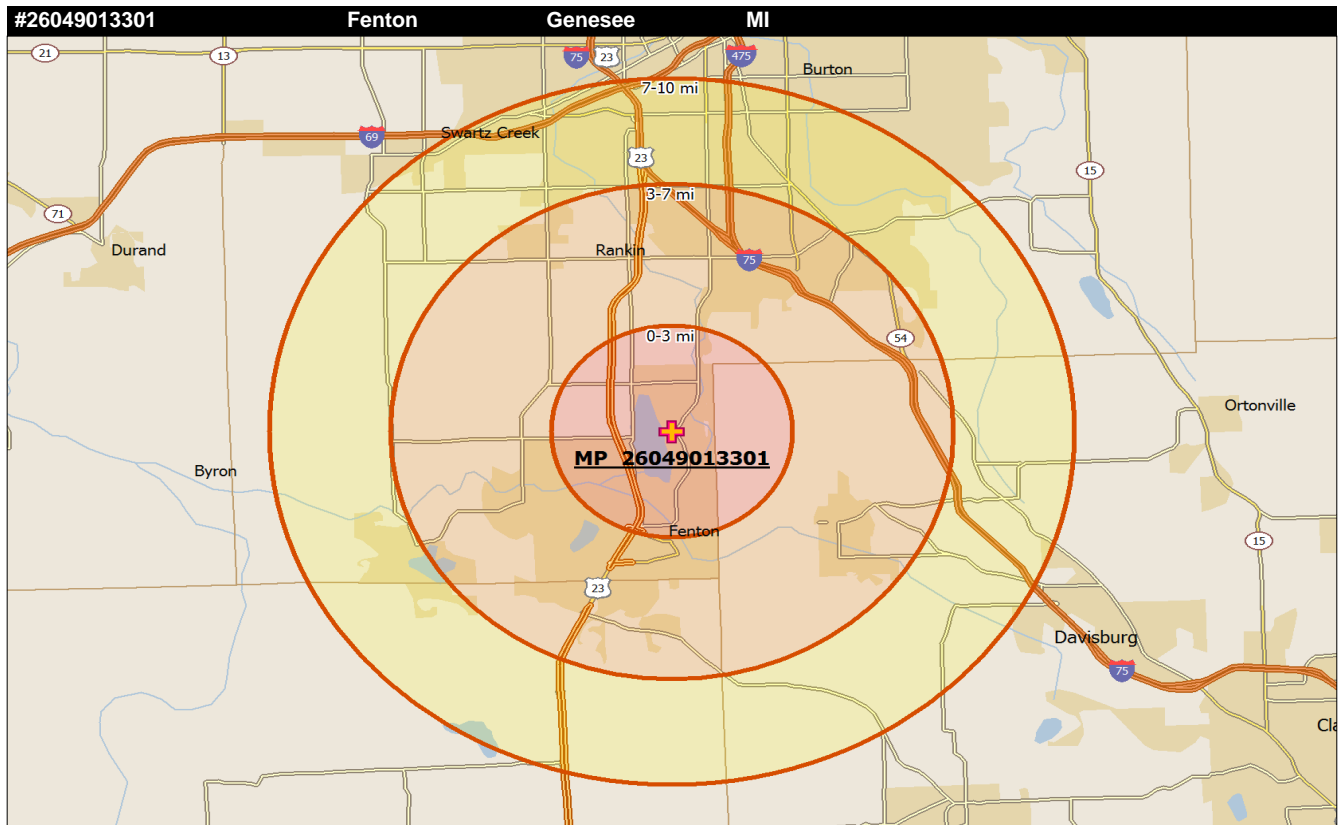 #26049013301 Fenton Genesee MI
21 13 75 23 475
Burton
7-10 mi
69 Swartz Creek
23
15
3-7 mi
71
Durand Rankin
75
0-3 mi
54
Ortonville
MP 26049013301
Byron
Fenton
15
23
Davisburg
75
Cla